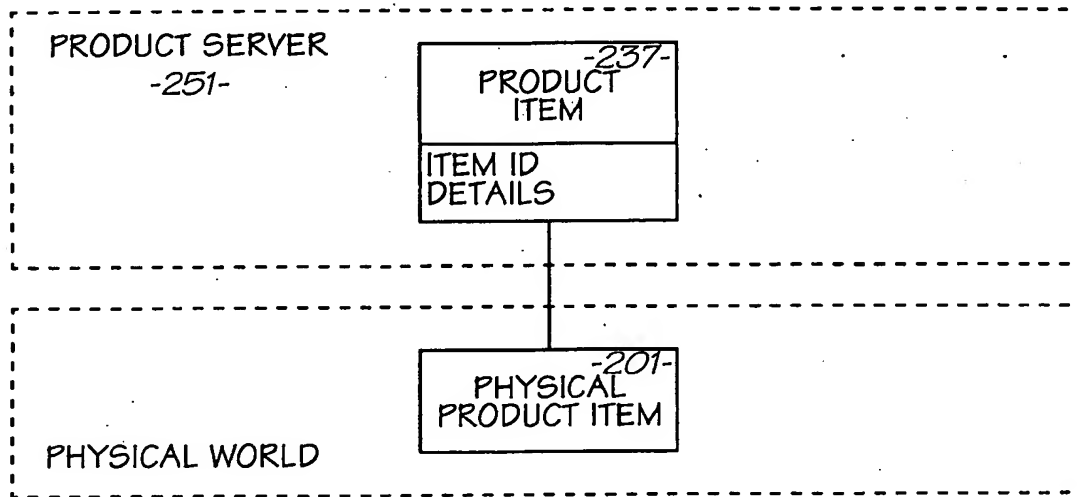 PRODUCT SERVER
-251-
-237-
PRODUCT
ITEM
ITEM ID
DETAILS
-201-
PHYSICAL
PRODUCT ITEM
PHYSICAL WORLD